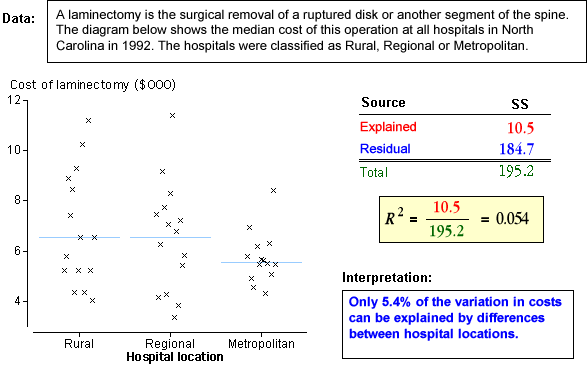 Data:
A laminectomy is the surgical removal of a ruptured disk or another segment of the spine.
The diagram below shows the median cost of this operation at all hospitals in North
Carolina in 1992. The hospitals were classified as Rural, Regional or Metropolitan.
Cost of laminectomy ($000)
12
10
8
6
4
Rural Regional Metropolitan
Hospital location
Source SS
Explained 10.5
Residual 184.7
Total 195.2
R² = 10.5 / 195.2 = 0.054
Interpretation:
Only 5.4% of the variation in costs
can be explained by differences
between hospital locations.